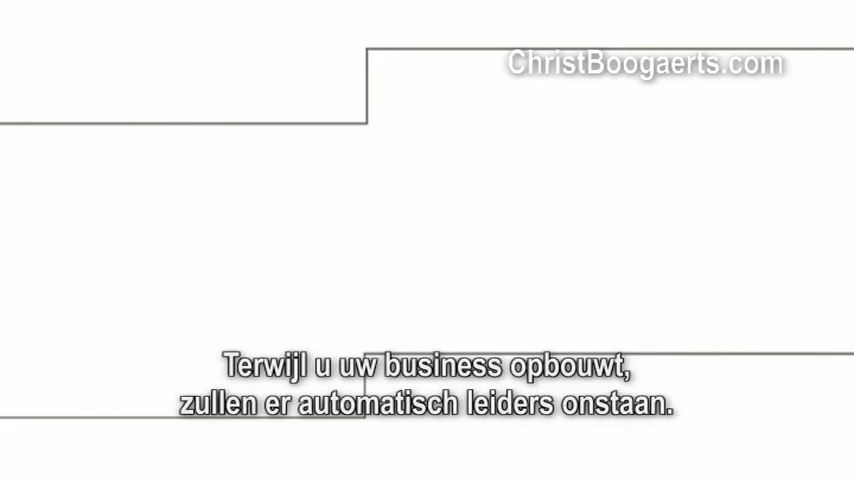 ChristBoogaerts.com
Terwijl u uw business opbouwt,
zullen er automatisch leiders onstaan.